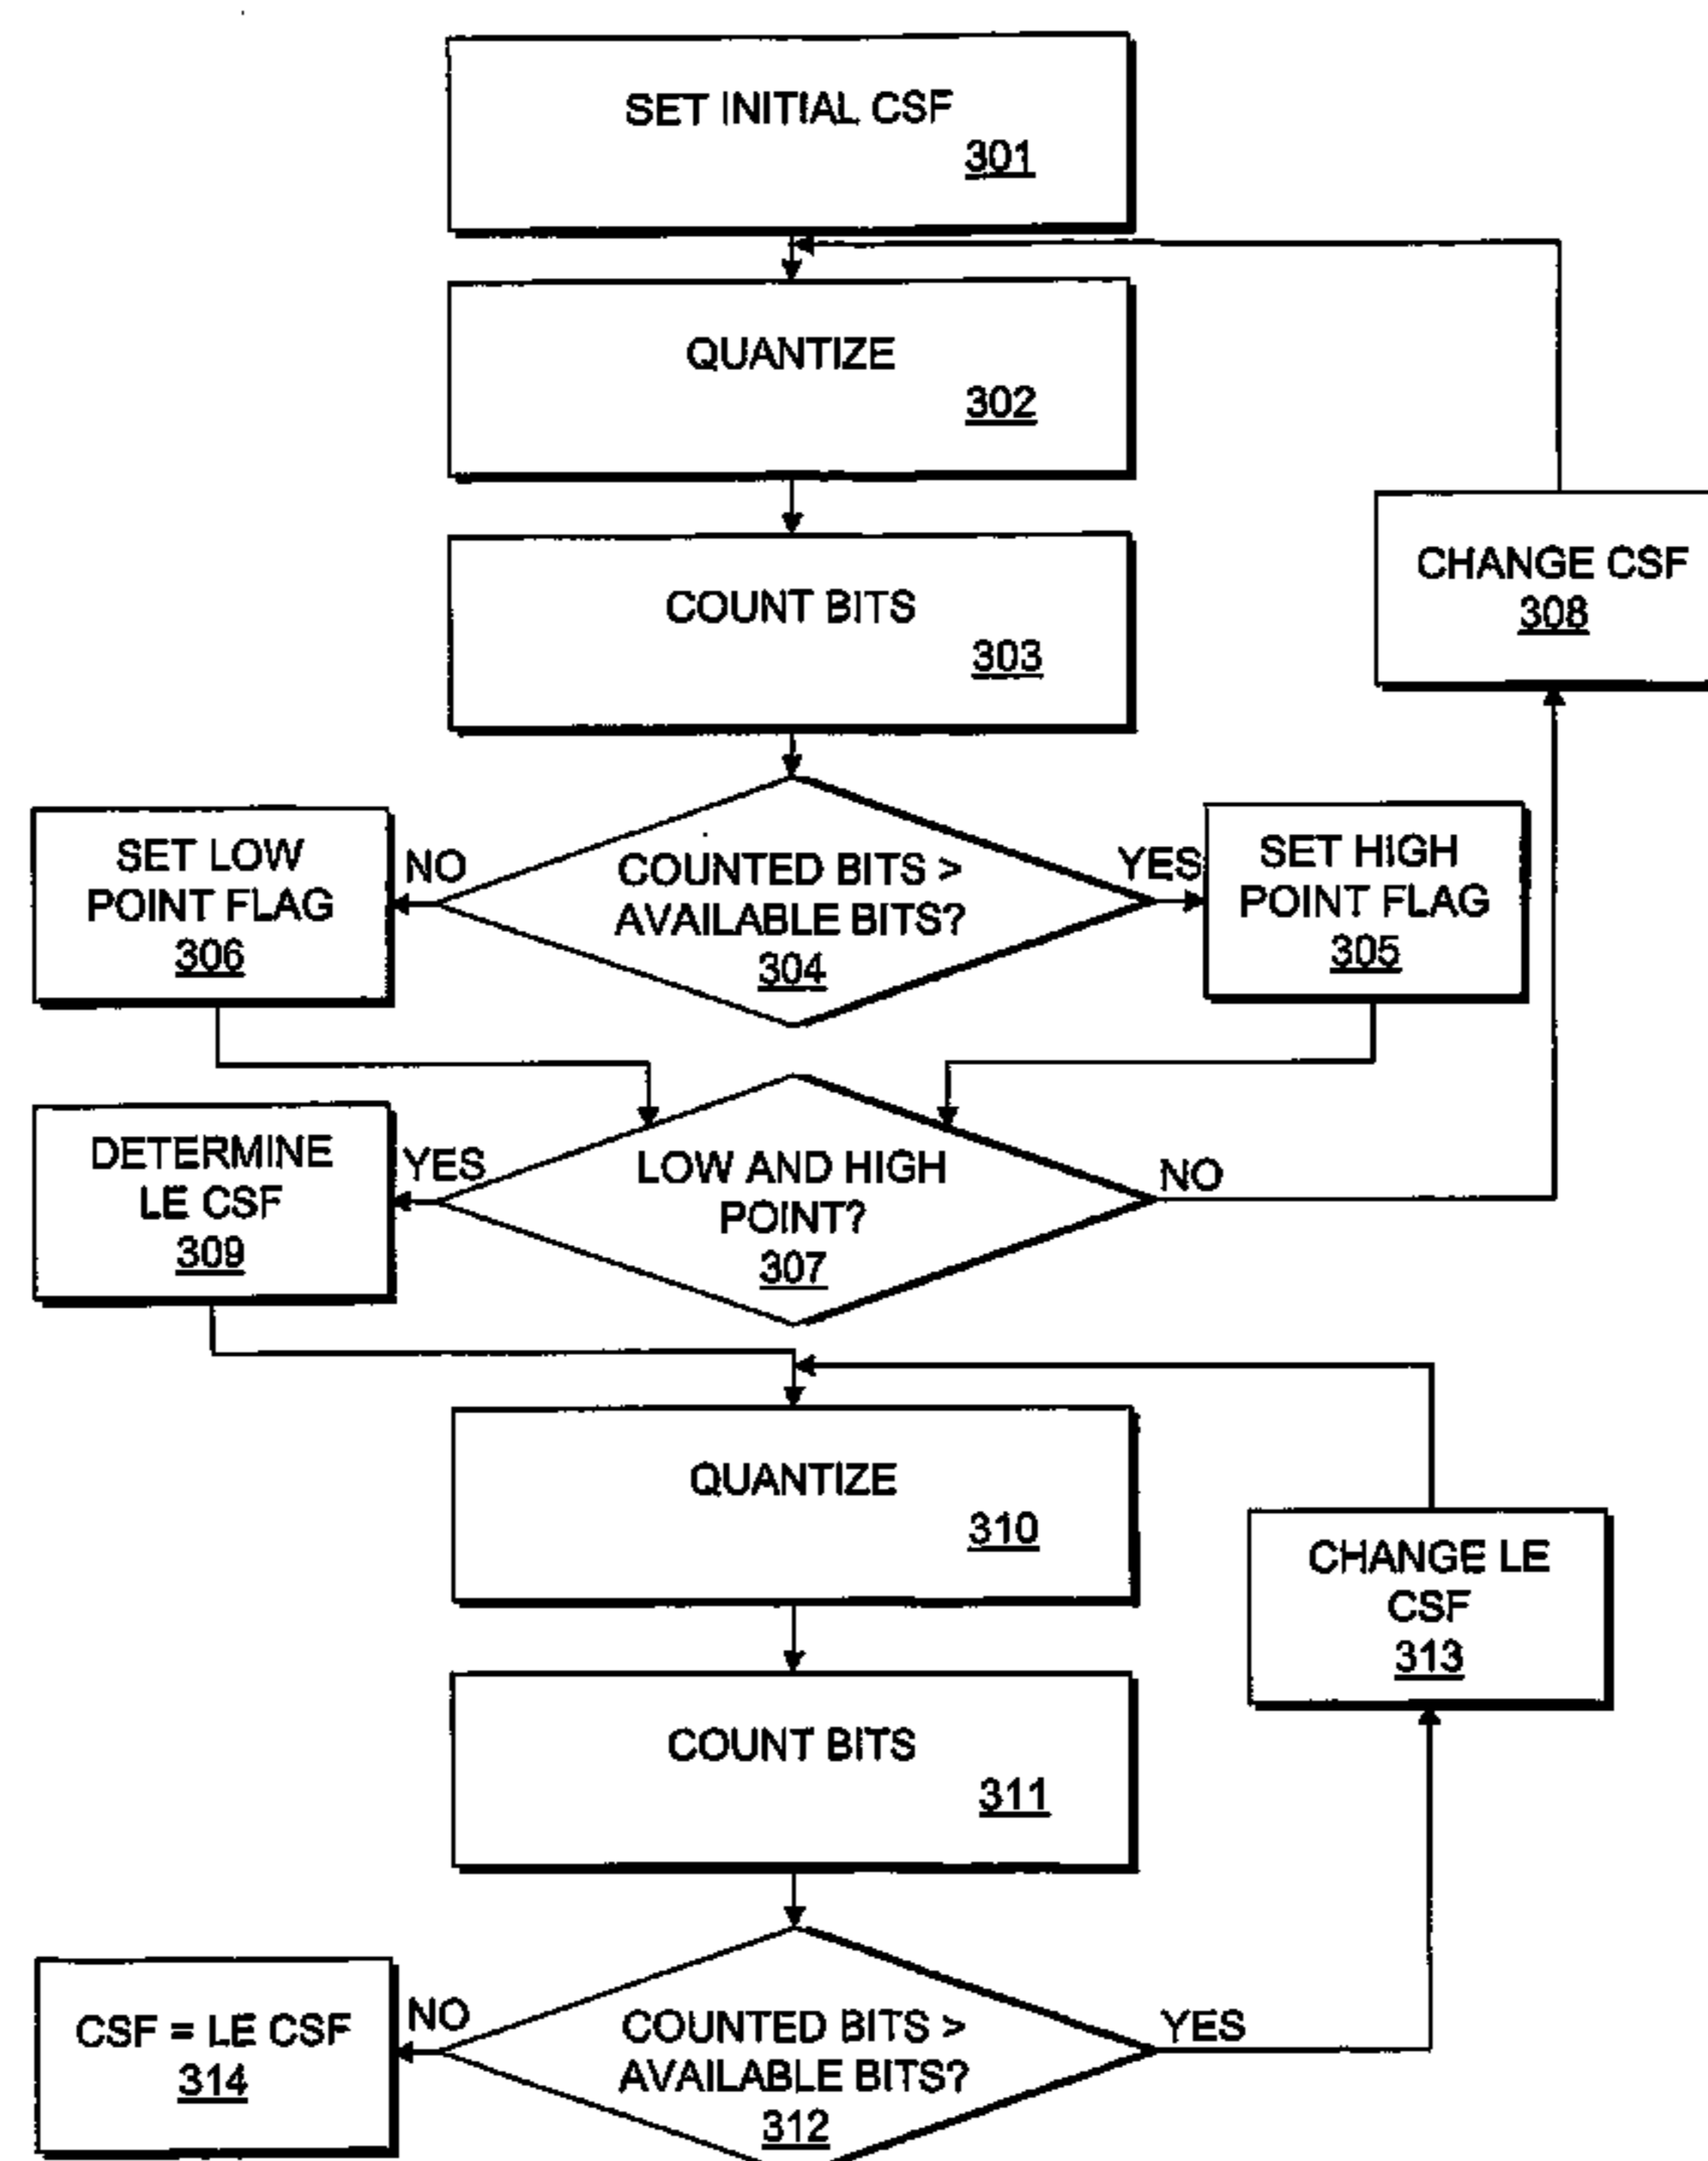 SET INITIAL CSF
301
QUANTIZE
302
COUNT BITS
303
CHANGE CSF
308
SET LOW
POINT FLAG
306
NO
COUNTED BITS >
AVAILABLE BITS?
304
YES
SET HIGH
POINT FLAG
305
DETERMINE
LE CSF
309
YES
LOW AND HIGH
POINT?
307
NO
QUANTIZE
310
CHANGE LE
CSF
313
COUNT BITS
311
CSF = LE CSF
314
NO
COUNTED BITS >
AVAILABLE BITS?
312
YES